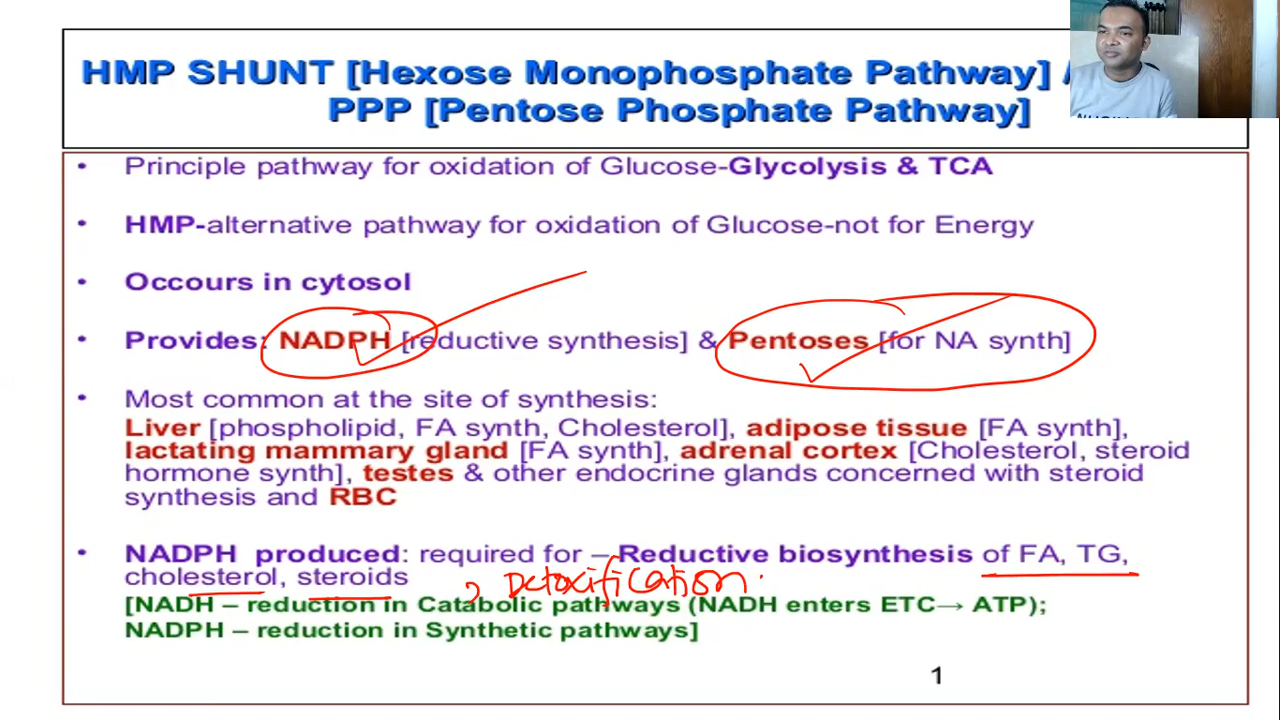 HMP SHUNT [Hexose Monophosphate Pathway]
PPP [Pentose Phosphate Pathway]
• Principle pathway for oxidation of Glucose-Glycolysis & TCA
• HMP-alternative pathway for oxidation of Glucose-not for Energy
• Occours in cytosol
• Provides: NADPH [reductive synthesis] & Pentoses [for NA synth]
• Most common at the site of synthesis:
Liver [phospholipid, FA synth, Cholesterol], adipose tissue [FA synth],
lactating mammary gland [FA synth], adrenal cortex [Cholesterol, steroid
hormone synth], testes & other endocrine glands concerned with steroid
synthesis and RBC
• NADPH produced: required for – Reductive biosynthesis of FA, TG,
cholesterol, steroids , Detoxification.
[NADH – reduction in Catabolic pathways (NADH enters ETC→ ATP);
NADPH – reduction in Synthetic pathways]
1